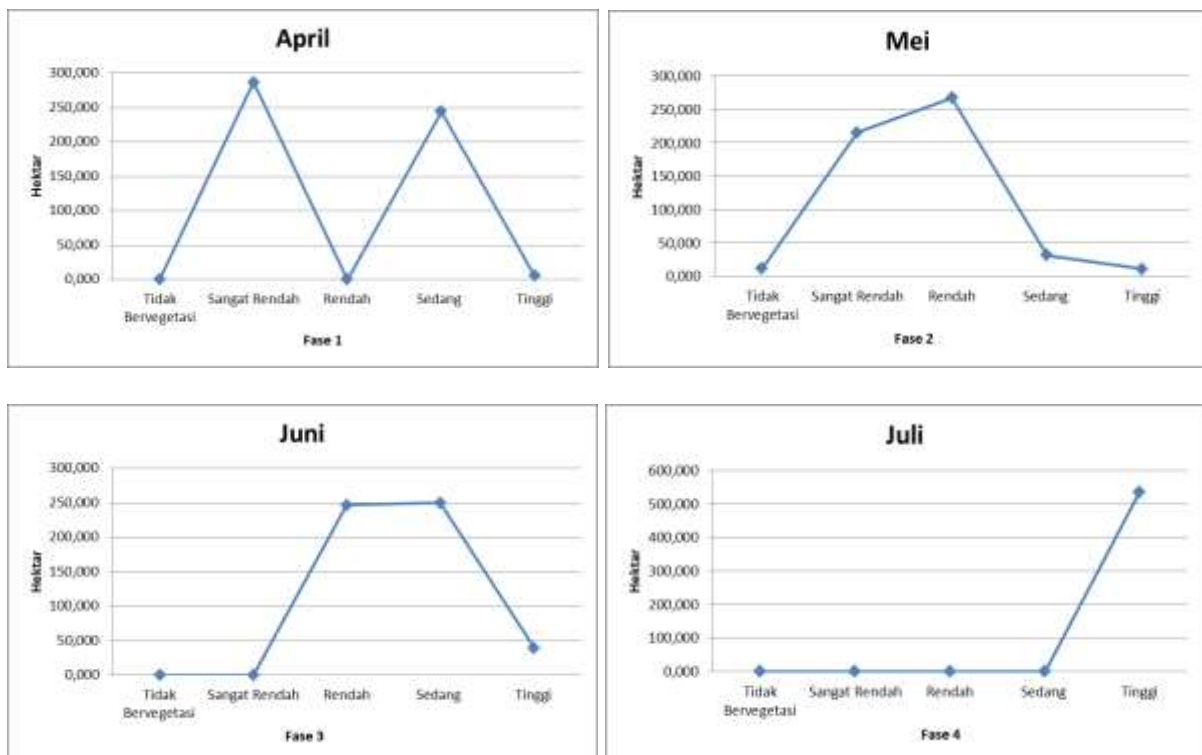 April
300,000
250,000
200,000
150,000
100,000
50,000
0,000
Hektar
Tidak
Bervegetasi
Sangat Rendah
Rendah
Sedang
Tinggi
Fase 1
Mei
300,000
250,000
200,000
150,000
100,000
50,000
0,000
Hektar
Tidak
Bervegetasi
Sangat Rendah
Rendah
Sedang
Tinggi
Fase 2
Juni
300,000
250,000
200,000
150,000
100,000
50,000
0,000
Hektar
Tidak
Bervegetasi
Sangat Rendah
Rendah
Sedang
Tinggi
Fase 3
Juli
600,000
500,000
400,000
300,000
200,000
100,000
0,000
Hektar
Tidak
Bervegetasi
Sangat Rendah
Rendah
Sedang
Tinggi
Fase 4